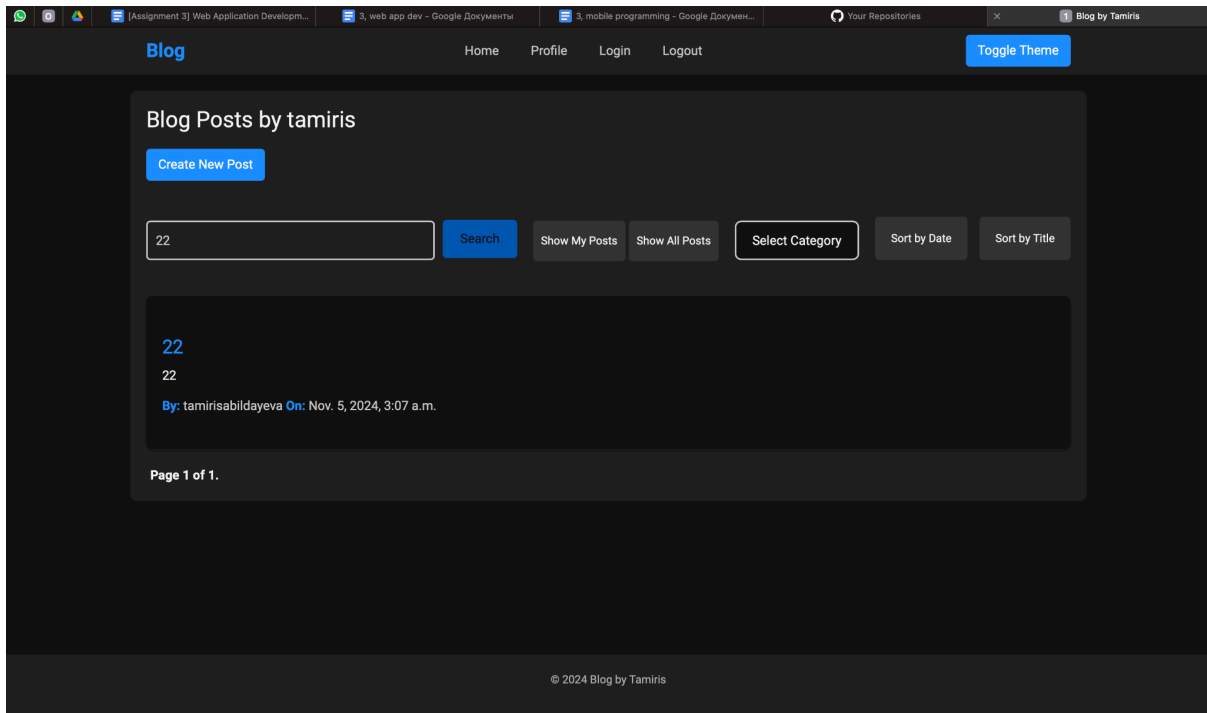 [Assignment 3] Web Application Developm... 3, web app dev - Google Документы 3, mobile programming - Google Докумен... Your Repositories 1 Blog by Tamiris
Blog Home Profile Login Logout Toggle Theme
Blog Posts by tamiris
Create New Post
22 Search Show My Posts Show All Posts Select Category Sort by Date Sort by Title
22
22
By: tamirisabildayeva On: Nov. 5, 2024, 3:07 a.m.
Page 1 of 1.
© 2024 Blog by Tamiris